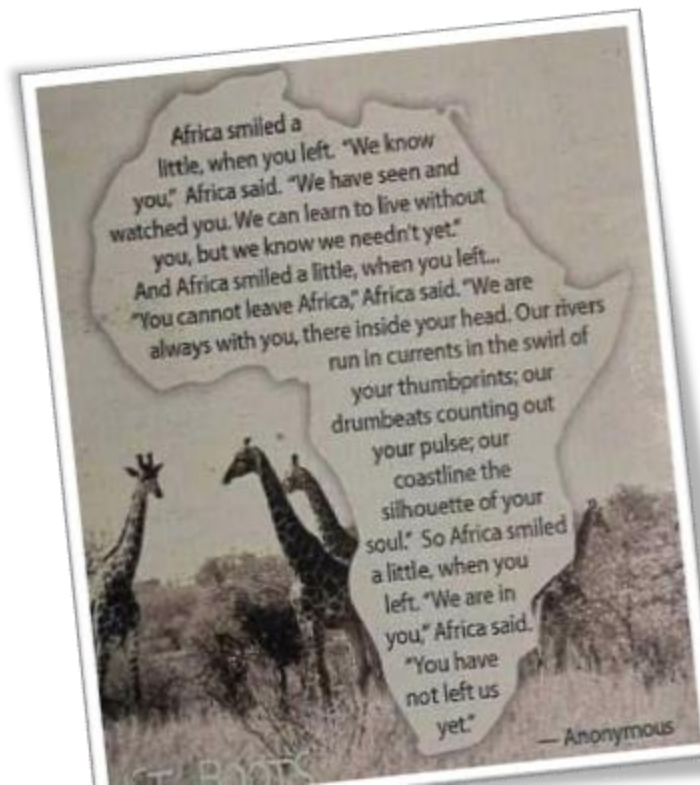 Africa smiled a
little, when you left. "We know
you," Africa said. "We have seen and
watched you. We can learn to live without
you, but we know we needn't yet."
And Africa smiled a little, when you left...
"You cannot leave Africa," Africa said. "We are
always with you, there inside your head. Our rivers
run in currents in the swirl of
your thumbprints; our
drumbeats counting out
your pulse; our
coastline the
silhouette of your
soul." So Africa smiled
a little, when you
left. "We are in
you," Africa said.
"You have
not left us
yet."
— Anonymous
ROOTS